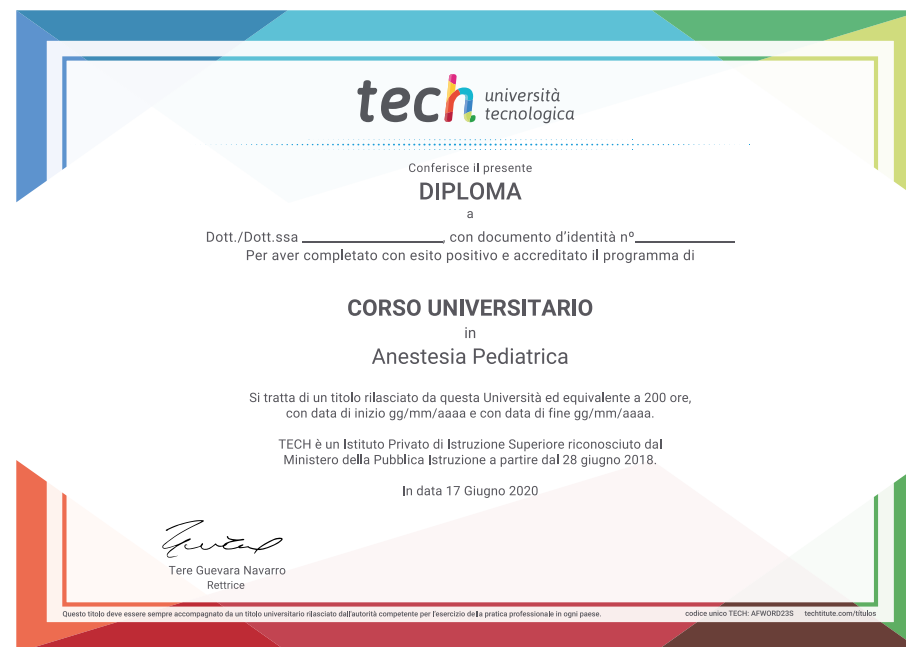 tech università
tecnologica
Conferisce il presente
DIPLOMA
a
Dott./Dott.ssa ____________________, con documento d'identità nº______________
Per aver completato con esito positivo e accreditato il programma di
CORSO UNIVERSITARIO
in
Anestesia Pediatrica
Si tratta di un titolo rilasciato da questa Università ed equivalente a 200 ore,
con data di inizio gg/mm/aaaa e con data di fine gg/mm/aaaa.
TECH è un Istituto Privato di Istruzione Superiore riconosciuto dal
Ministero della Pubblica Istruzione a partire dal 28 giugno 2018.
In data 17 Giugno 2020
Tere Guevara Navarro
Rettrice
Questo titolo deve essere sempre accompagnato da un titolo universitario rilasciato dall'autorità competente per l'esercizio della pratica professionale in ogni paese. codice unico TECH: AFWORD23S techtitute.com/títulos